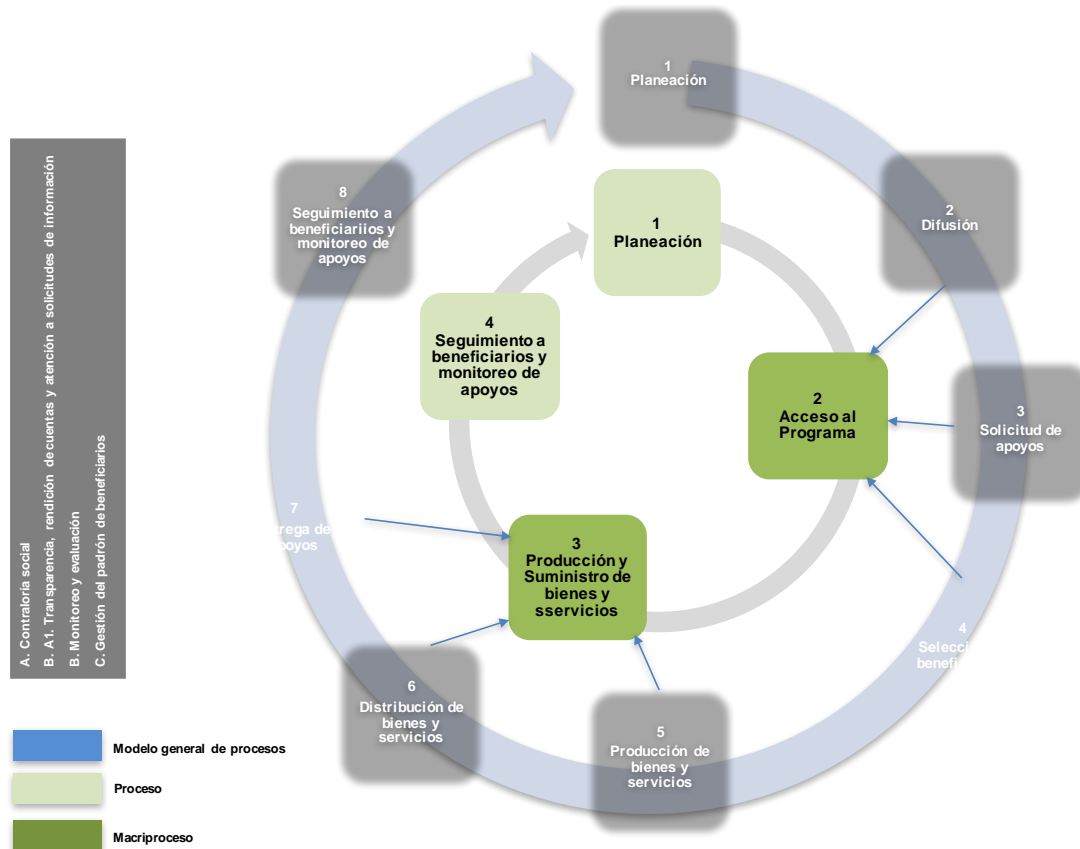 1
Planeación
2
Difusión
3
Solicitud de
apoyos
4
5
Producción de
bienes y
servicios
6
Distribución de
bienes y
servicios
7
de
8
Seguimiento a
beneficiariios y
monitoreo de
apoyos
1
Planeación
2
Acceso al
Programa
3
Producción y
Suministro de
bienes y
sservicios
4
Seguimiento a
beneficiarios y
monitoreo de
apoyos
A. Contraloría social
B. A1. Transparencia, rendición de cuentas y atención a solicitudes de información
B. Monitoreo y evaluación
C. Gestión del padrón de beneficiarios
Modelo general de procesos
Proceso
Macriproceso